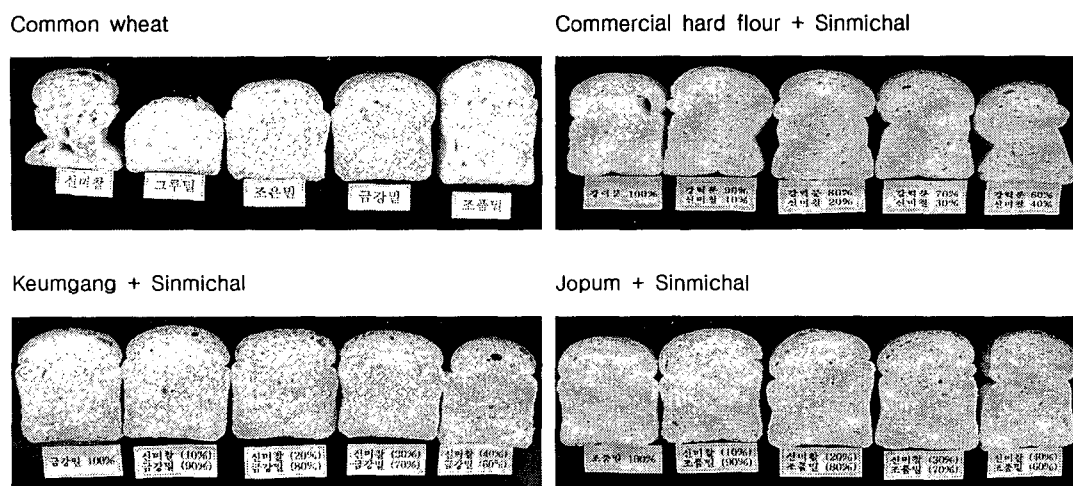 Common wheat
신미찰
그루밀
조은밀
금강밀
조품밀
Commercial hard flour + Sinmichal
강력분 100%
강력분 90%
신미찰 10%
강력분 80%
신미찰 20%
강력분 70%
신미찰 30%
강력분 60%
신미찰 40%
Keumgang + Sinmichal
금강밀 100%
신미찰 (10%)
금강밀 (90%)
신미찰 (20%)
금강밀 (80%)
신미찰 (30%)
금강밀 (70%)
신미찰 (40%)
금강밀 (60%)
Jopum + Sinmichal
조품밀 100%
신미찰 (10%)
조품밀 (90%)
신미찰 (20%)
조품밀 (80%)
신미찰 (30%)
조품밀 (70%)
신미찰 (40%)
조품밀 (60%)